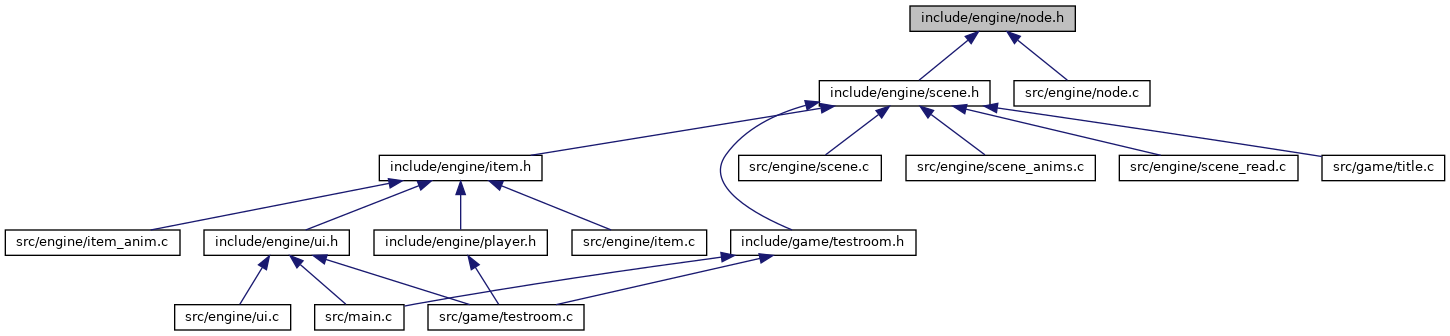 include/engine/node.h
include/engine/scene.h
src/engine/node.c
include/engine/item.h
src/engine/scene.c
src/engine/scene_anims.c
src/engine/scene_read.c
src/game/title.c
src/engine/item_anim.c
include/engine/ui.h
include/engine/player.h
src/engine/item.c
include/game/testroom.h
src/engine/ui.c
src/main.c
src/game/testroom.c